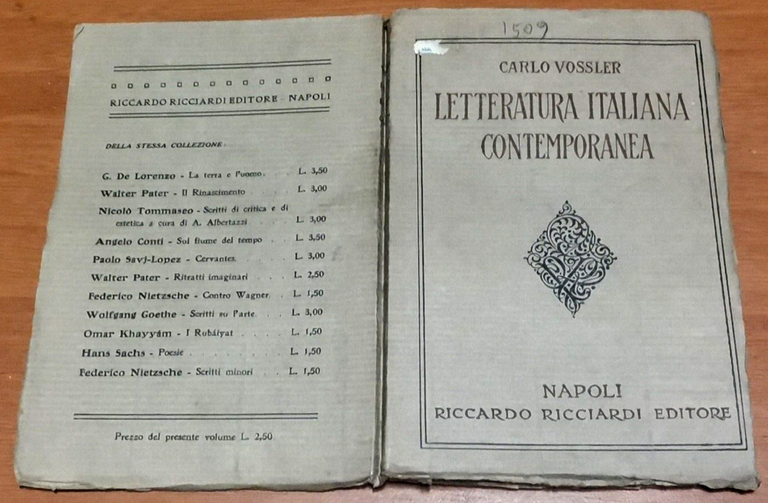 RICCARDO RICCIARDI EDITORE - NAPOLI
DELLA STESSA COLLEZIONE:
G. De Lorenzo - La terra e l'uomo. . L. 3,50
Walter Pater - Il Rinascimento . . . L. 3,00
Nicolò Tommaseo - Scritti di critica e di
estetica a cura di A. Albertazzi . . L. 3,00
Angelo Conti - Sul fiume del tempo . L. 3,50
Paolo Savj-Lopez - Cervantes. . . . L. 3,00
Walter Pater - Ritratti imaginari . . . L. 2,50
Federico Nietzsche - Contro Wagner. . L. 1,50
Wolfgang Goethe - Scritti su l'arte. . . L. 3,00
Omar Khayyám - I Rubáiyat . . . . L. 1,50
Hans Sachs - Poesie . . . . . . . L. 1,50
Federico Nietzsche - Scritti minori . . L. 1,50
Prezzo del presente volume L. 2,50
1509
CARLO VOSSLER
LETTERATURA ITALIANA
CONTEMPORANEA
NAPOLI
RICCARDO RICCIARDI EDITORE